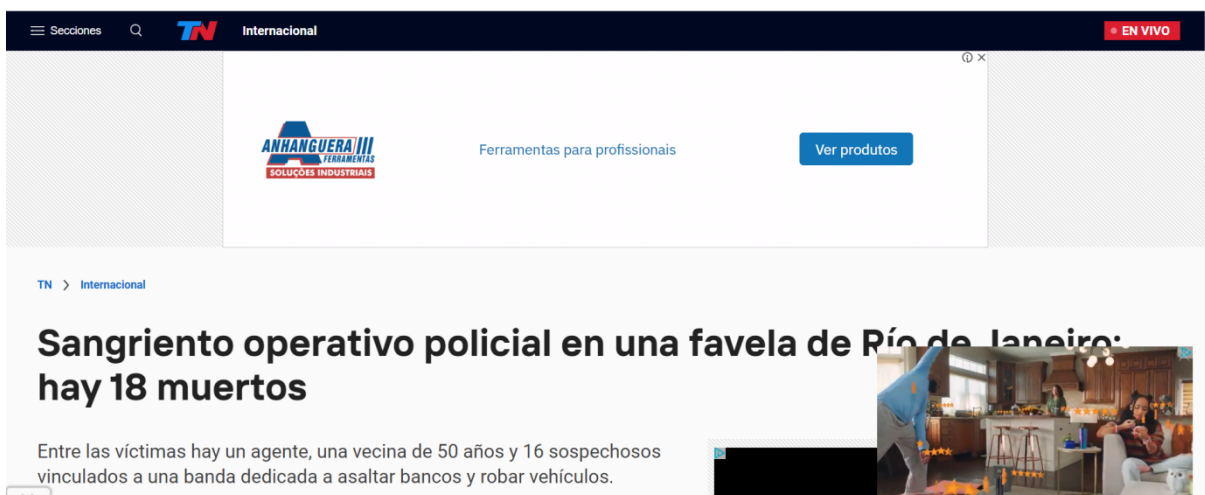 Secciones
TN
Internacional
EN VIVO
ANHANGUERA
FERRAMENTAS
SOLUÇÕES INDUSTRIAIS
Ferramentas para profissionais
Ver produtos
TN > Internacional
Sangriento operativo policial en una favela de Río de Janeiro:
hay 18 muertos
Entre las víctimas hay un agente, una vecina de 50 años y 16 sospechosos
vinculados a una banda dedicada a asaltar bancos y robar vehículos.